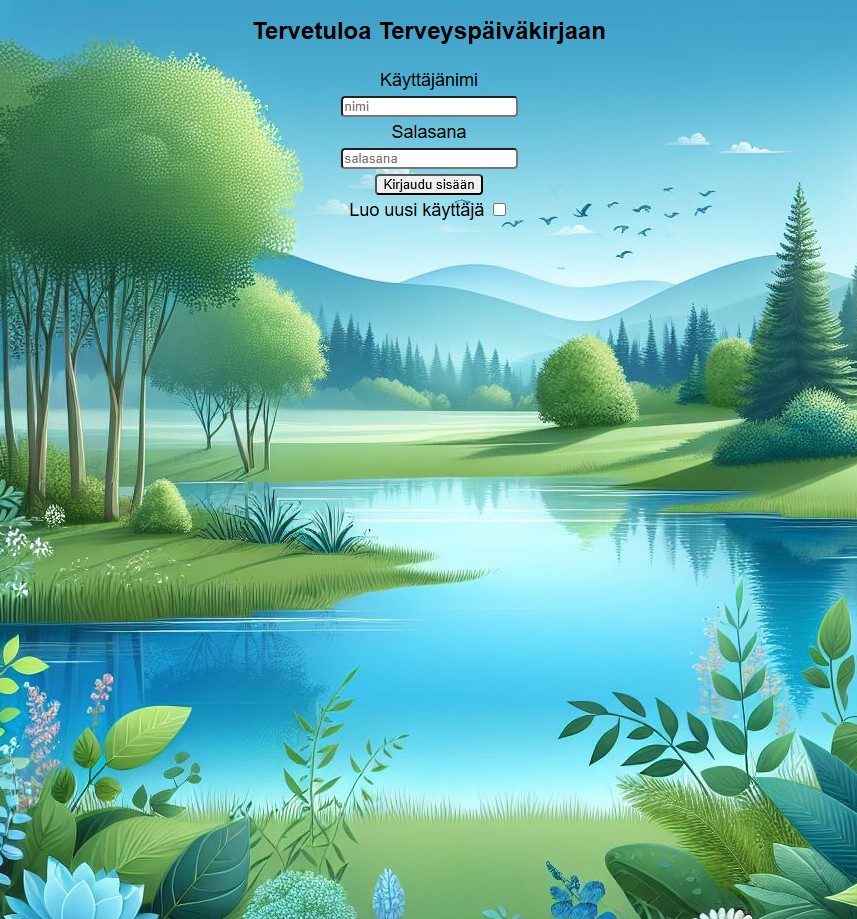 Tervetuloa Terveyspäiväkirjaan
Käyttäjänimi
nimi
Salasana
salasana
Kirjaudu sisään
Luo uusi käyttäjä